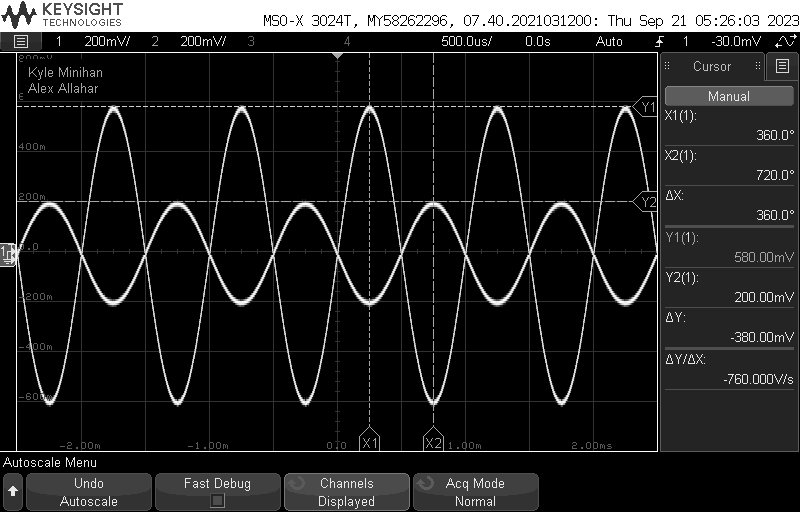 KEYSIGHT
TECHNOLOGIES
MSO-X 3024T, MY58262296, 07.40.2021031200: Thu Sep 21 05:26:03 2023
1 200mV/ 2 200mV/ 3 4 500.0us/ 0.0s Auto 1 -30.0mV
Kyle Minihan
Alex Allahar
400m
200m
0.0
-200m
-400m
-600m
-2.00ms -1.00ms 0.0 1.00ms 2.00ms
Y1
Y2
X1 X2
Cursor
Manual
X1(1):
360.0°
X2(1):
720.0°
ΔX:
360.0°
Y1(1):
580.00mV
Y2(1):
200.00mV
ΔY:
-380.00mV
ΔY/ΔX:
-760.000V/s
Autoscale Menu
Undo
Autoscale
Fast Debug
Channels
Displayed
Acq Mode
Normal